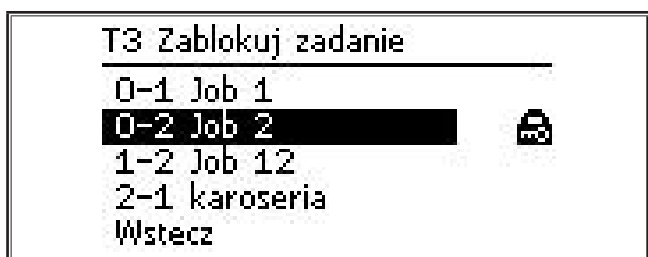 T3 Zablokuj zadanie
0-1 Job 1
0-2 Job 2
1-2 Job 12
2-1 karoseria
Wstecz